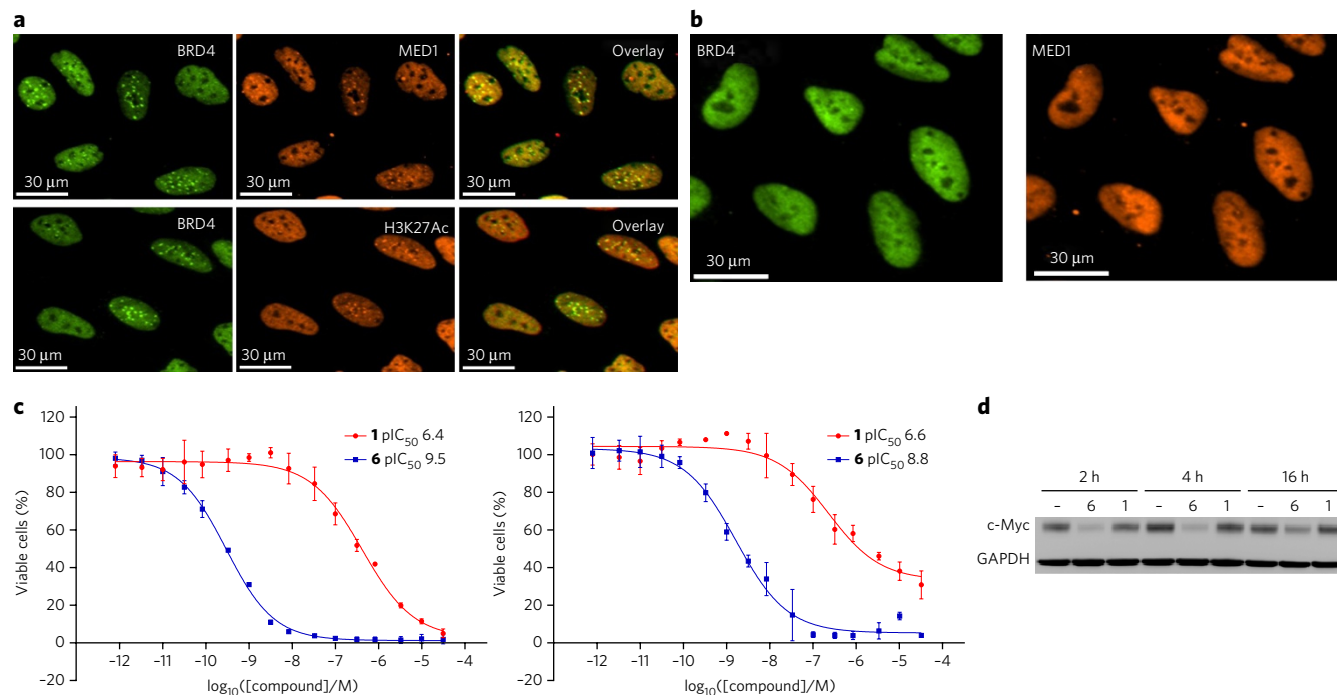 a
BRD4
MED1
Overlay
30 µm
30 µm
30 µm
BRD4
H3K27Ac
Overlay
30 µm
30 µm
30 µm
b
BRD4
MED1
30 µm
30 µm
c
Viable cells (%)
120
100
80
60
40
20
0
−20
−12 −11 −10 −9 −8 −7 −6 −5 −4
log10([compound]/M)
1 pIC50 6.4
6 pIC50 9.5
Viable cells (%)
120
100
80
60
40
20
0
−20
−12 −11 −10 −9 −8 −7 −6 −5 −4
log10([compound]/M)
1 pIC50 6.6
6 pIC50 8.8
d
2 h 4 h 16 h
– 6 1 – 6 1 – 6 1
c-Myc
GAPDH